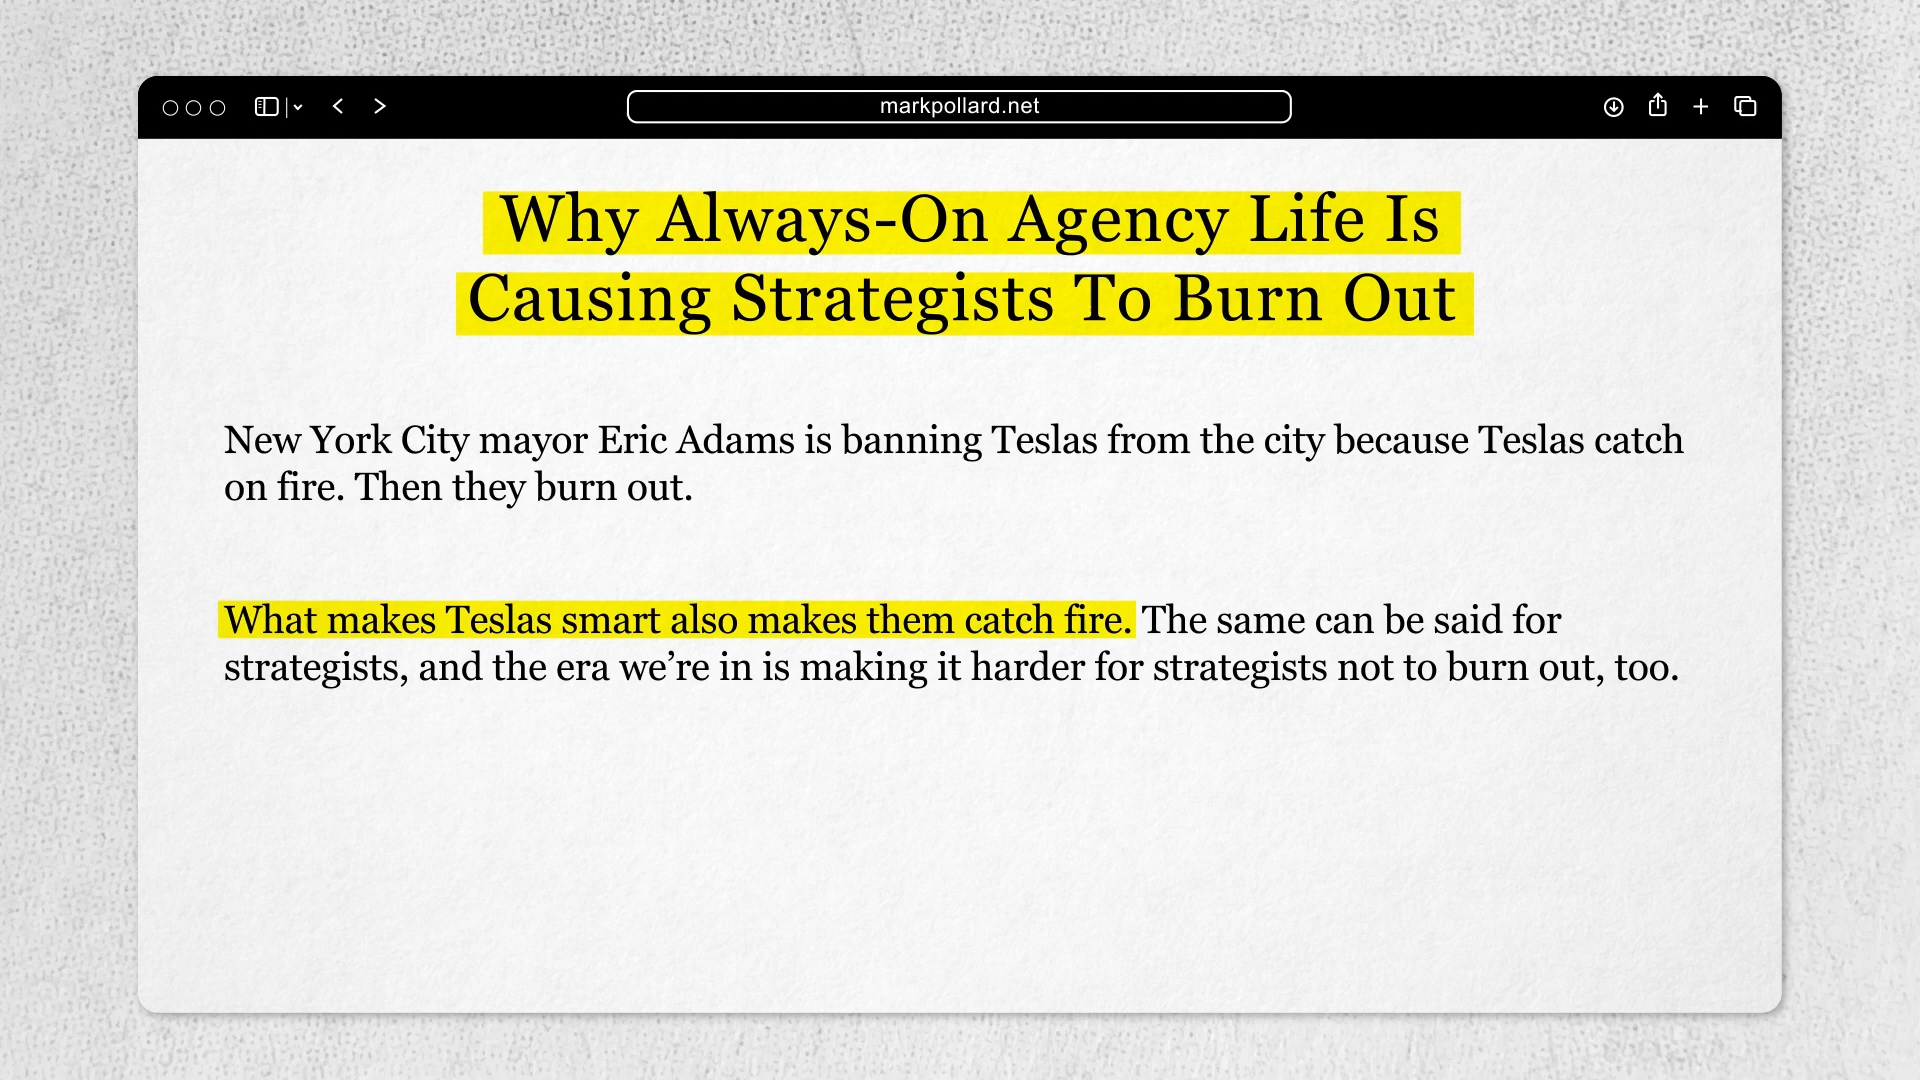 markpollard.net
Why Always-On Agency Life Is
Causing Strategists To Burn Out
New York City mayor Eric Adams is banning Teslas from the city because Teslas catch
on fire. Then they burn out.
What makes Teslas smart also makes them catch fire. The same can be said for
strategists, and the era we’re in is making it harder for strategists not to burn out, too.